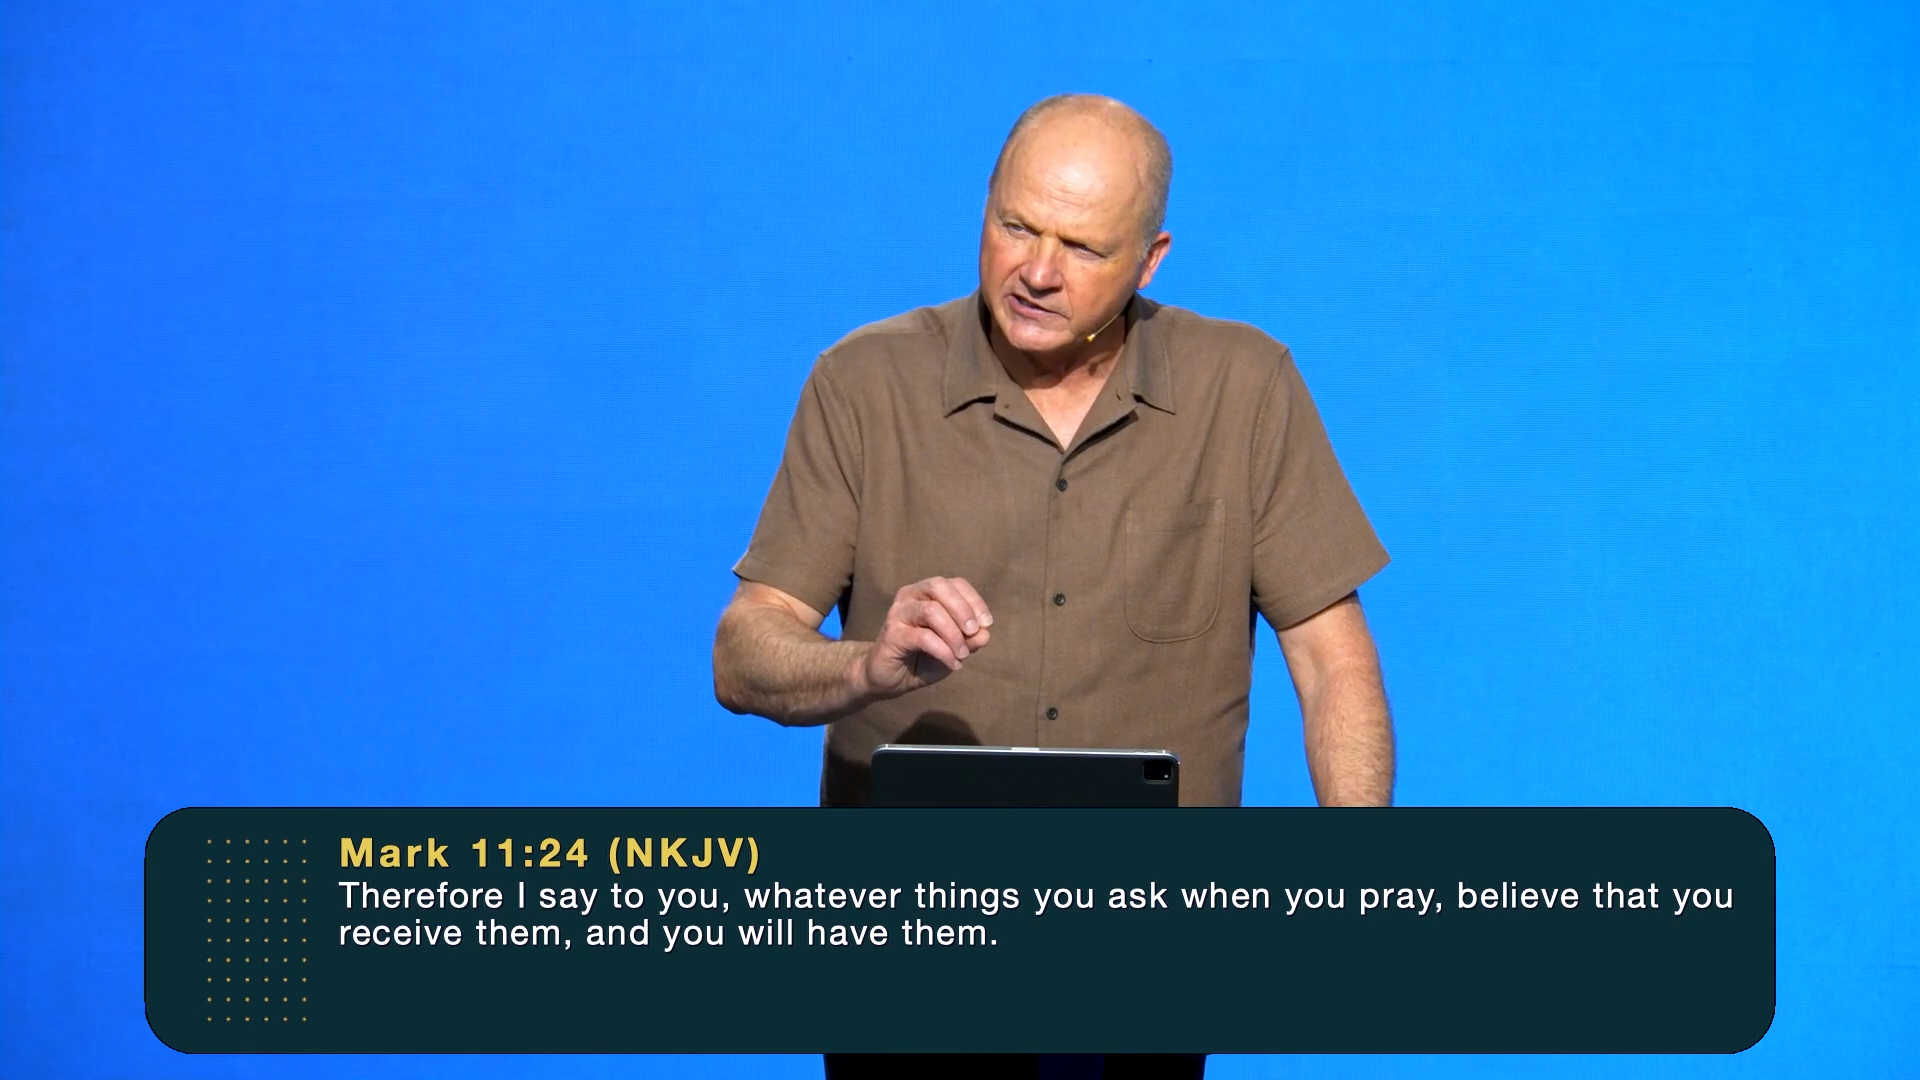 Mark 11:24 (NKJV)
Therefore I say to you, whatever things you ask when you pray, believe that you
receive them, and you will have them.